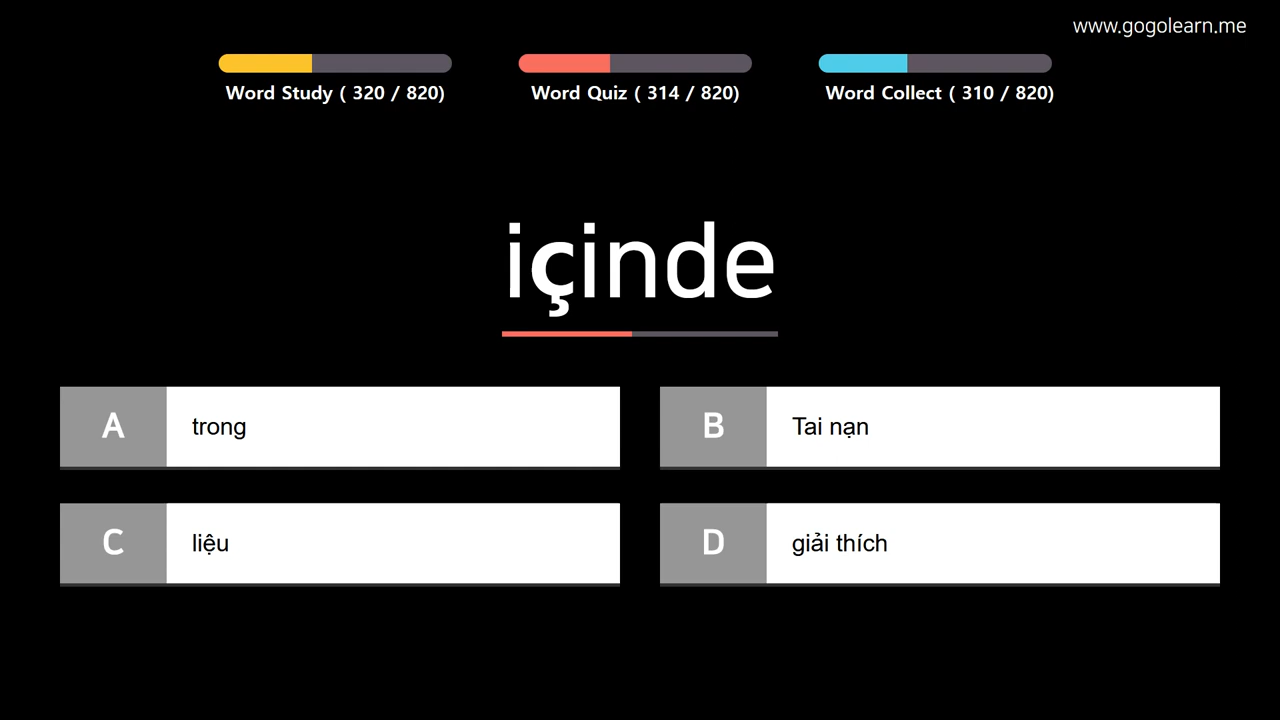 www.gogolearn.me
Word Study ( 320 / 820)
Word Quiz ( 314 / 820)
Word Collect ( 310 / 820)
içinde
A trong
B Tai nạn
C liệu
D giải thích